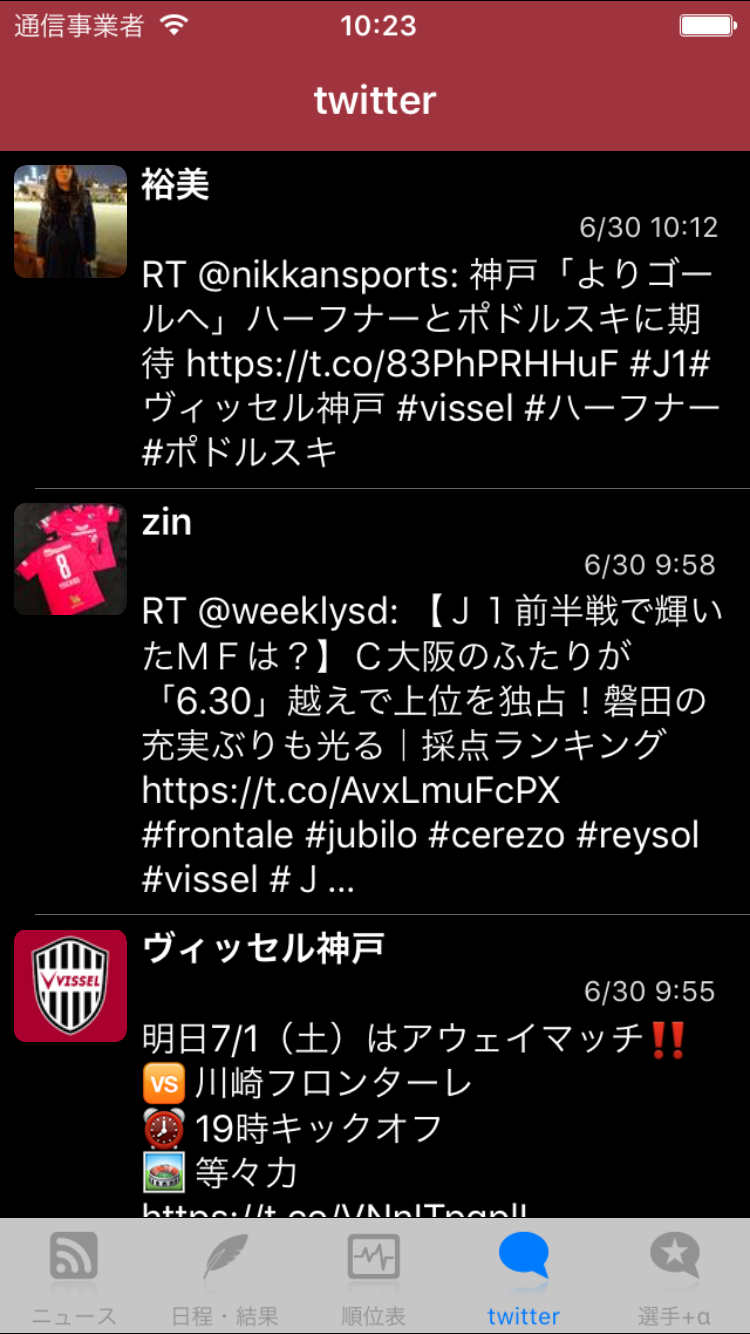 通信事業者 10:23
twitter
裕美
6/30 10:12
RT @nikkansports: 神戸「よりゴー
ルへ」ハーフナーとポドルスキに期
待 https://t.co/83PhPRHHuF #J1#
ヴィッセル神戸 #vissel #ハーフナー
#ポドルスキ
zin
6/30 9:58
RT @weeklysd: 【Ｊ１前半戦で輝い
たＭＦは？】Ｃ大阪のふたりが
「6.30」越えで上位を独占！磐田の
充実ぶりも光る｜採点ランキング
https://t.co/AvxLmuFcPX
#frontale #jubilo #cerezo #reysol
#vissel #Ｊ...
ヴィッセル神戸
VISSEL
6/30 9:55
明日7/1（土）はアウェイマッチ‼️
🆚 川崎フロンターレ
⏰ 19時キックオフ
🏟 等々力
ニュース 日程・結果 順位表 twitter 選手+α